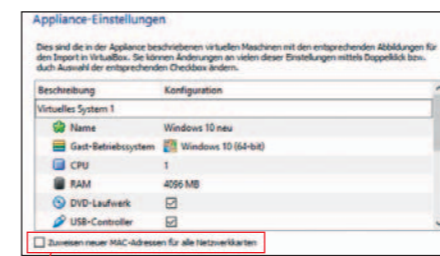 Appliance-Einstellungen
Dies sind die in der Appliance beschriebenen virtuellen Maschinen mit den entsprechenden Abbildungen für
den Import in VirtualBox. Sie können Änderungen an vielen dieser Einstellungen mittels Doppelklick bzw.
duch Auswahl der entsprechenden Checkbox ändern.
Beschreibung Konfiguration
Virtuelles System 1
Name Windows 10 neu
Gast-Betriebssystem Windows 10 (64-bit)
CPU 1
RAM 4096 MB
DVD-Laufwerk
USB-Controller
Zuweisen neuer MAC-Adressen für alle Netzwerkkarten